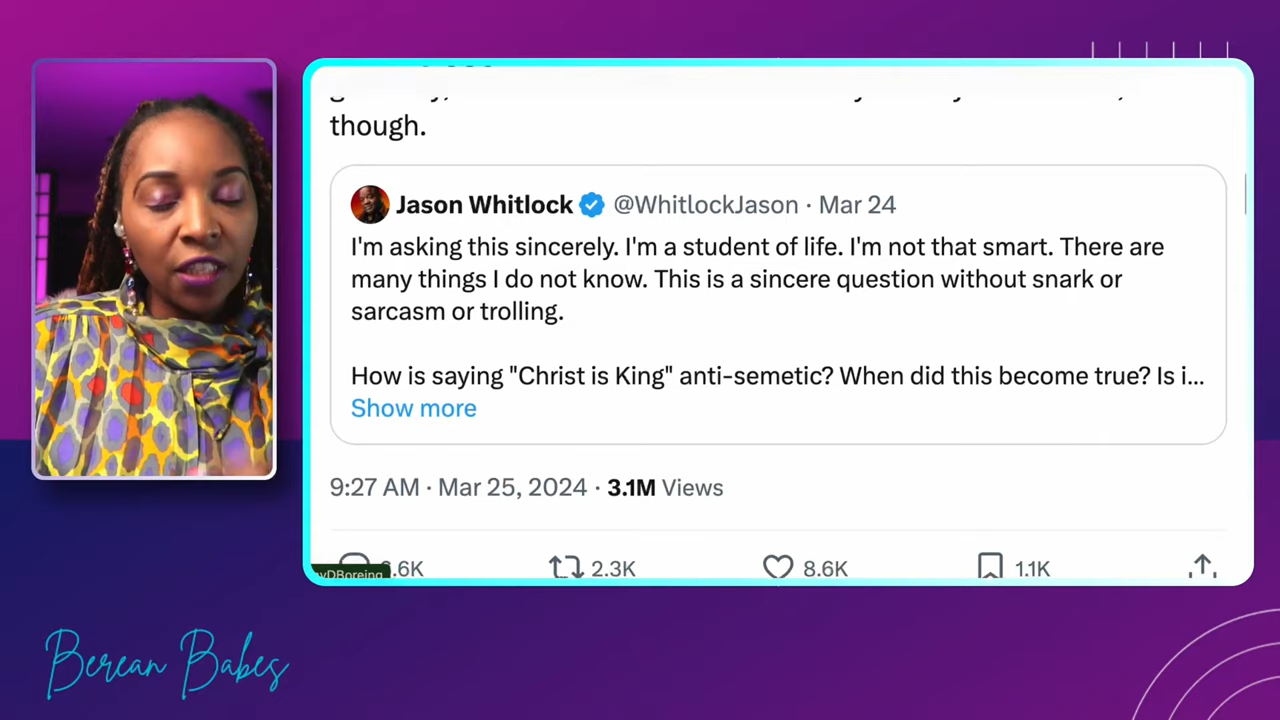 though.
Jason Whitlock @WhitlockJason · Mar 24
I'm asking this sincerely. I'm a student of life. I'm not that smart. There are
many things I do not know. This is a sincere question without snark or
sarcasm or trolling.
How is saying "Christ is King" anti-semetic? When did this become true? Is i...
Show more
9:27 AM · Mar 25, 2024 · 3.1M Views
.6K 2.3K 8.6K 1.1K
yDBoreing
Berean Babes